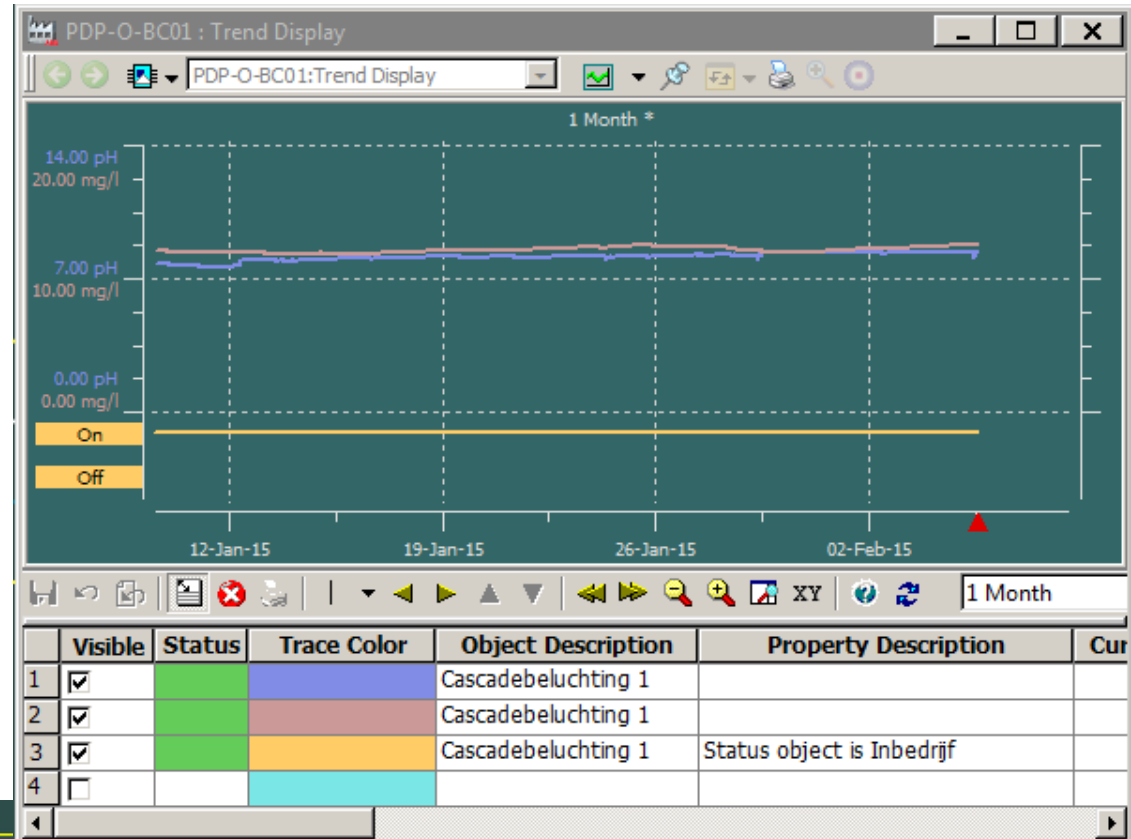 PDP-O-BC01 : Trend Display
PDP-O-BC01:Trend Display
1 Month *
14.00 pH
20.00 mg/l
7.00 pH
10.00 mg/l
0.00 pH
0.00 mg/l
On
Off
12-Jan-15 19-Jan-15 26-Jan-15 02-Feb-15
XY 1 Month
Visible Status Trace Color Object Description Property Description Cur
1 Cascadebeluchting 1
2 Cascadebeluchting 1
3 Cascadebeluchting 1 Status object is Inbedrijf
4